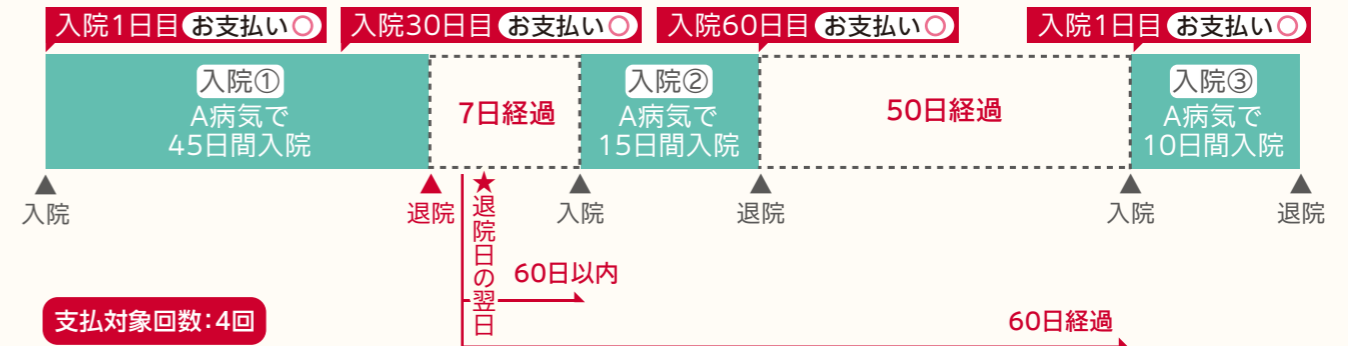 入院1日目 お支払い○
入院30日目 お支払い○
入院60日目 お支払い○
入院1日目 お支払い○
入院①
A病気で
45日間入院
7日経過
入院②
A病気で
15日間入院
50日経過
入院③
A病気で
10日間入院
▲
入院
▲
退院
★退院日の翌日
▲
入院
▲
退院
▲
入院
▲
退院
60日以内
支払対象回数:4回
60日経過